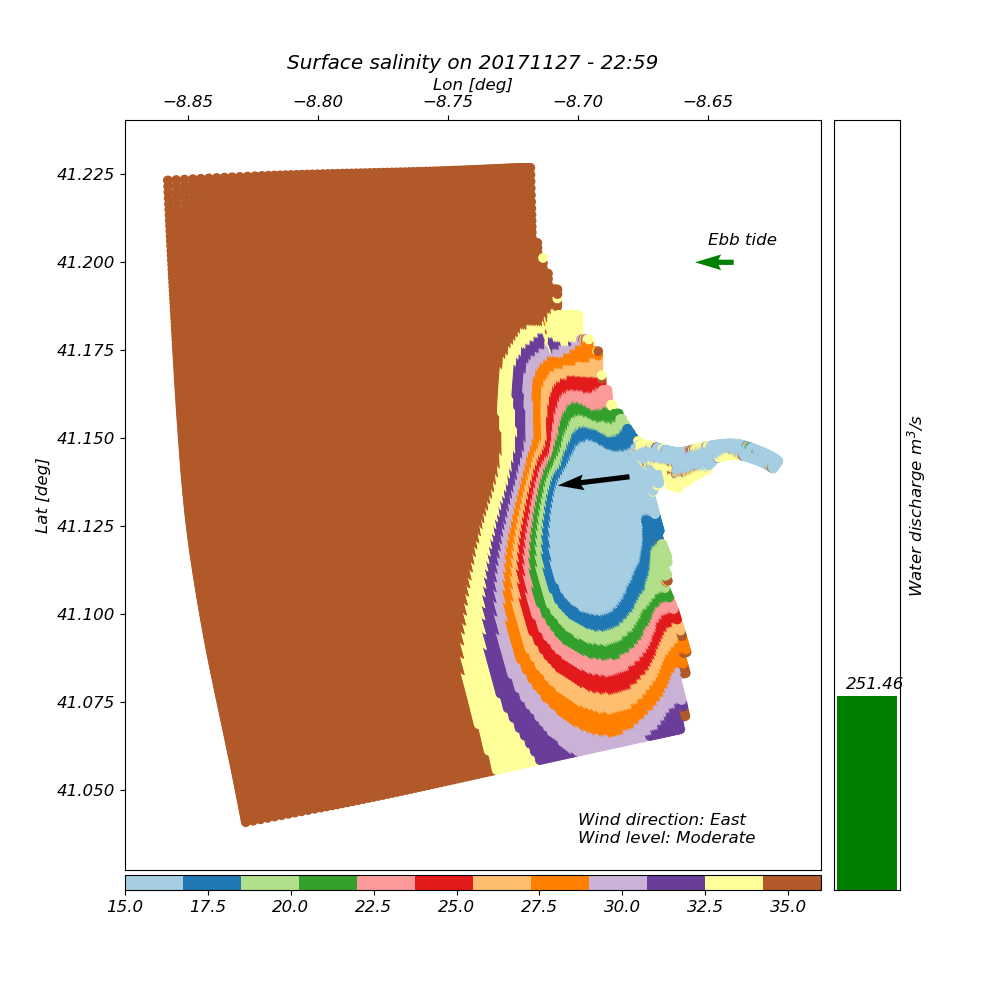 Surface salinity on 20171127 - 22:59
Lon [deg]
−8.85 −8.80 −8.75 −8.70 −8.65
41.225
41.200
41.175
41.150
41.125
41.100
41.075
41.050
Lat [deg]
Ebb tide
Wind direction: East
Wind level: Moderate
251.46
Water discharge m³/s
15.0 17.5 20.0 22.5 25.0 27.5 30.0 32.5 35.0